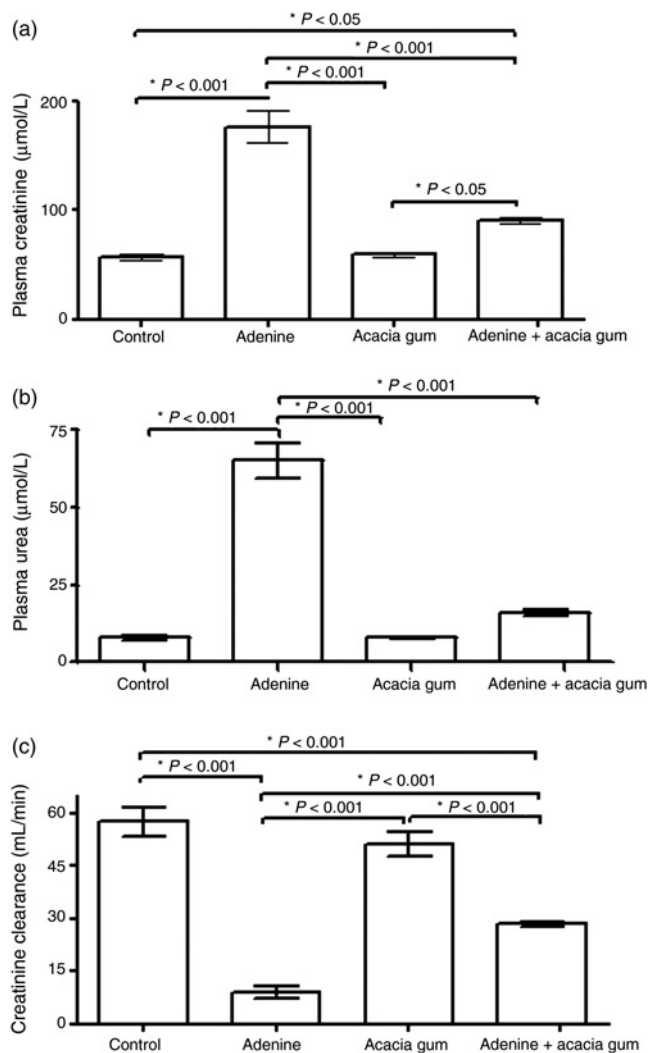 (a)
* P < 0.05
* P < 0.001
* P < 0.001
* P < 0.001
200
* P < 0.05
100
0
Plasma creatinine (μmol/L)
Control Adenine Acacia gum Adenine + acacia gum
(b)
* P < 0.001
* P < 0.001
* P < 0.001
75
50
25
0
Plasma urea (μmol/L)
Control Adenine Acacia gum Adenine + acacia gum
(c)
* P < 0.001
* P < 0.001
* P < 0.001
* P < 0.001 * P < 0.001
60
45
30
15
0
Creatinine clearance (mL/min)
Control Adenine Acacia gum Adenine + acacia gum